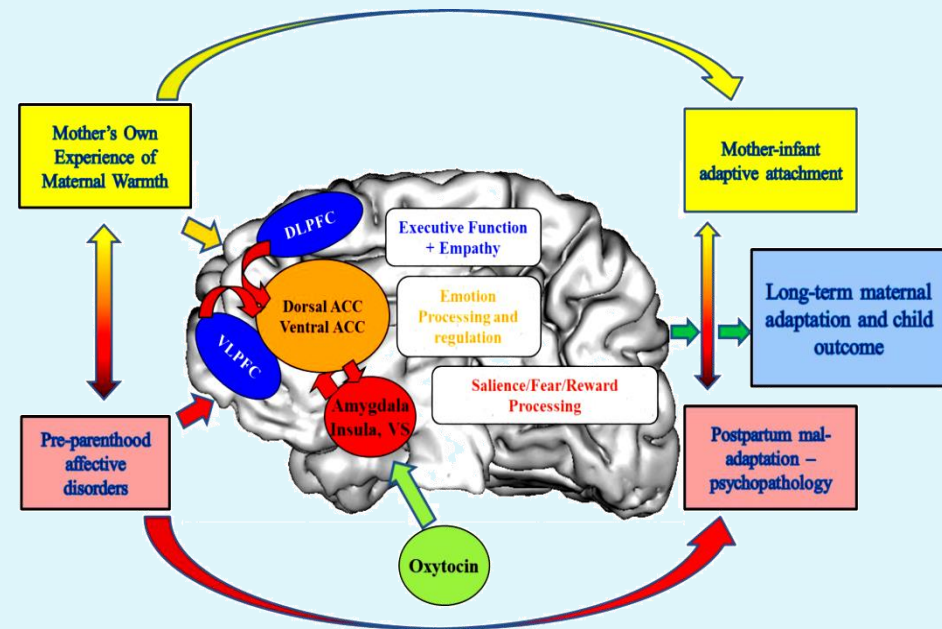 Mother's Own
Experience of
Maternal Warmth
Mother-infant
adaptive attachment
DLPFC
Executive Function
+ Empathy
Dorsal ACC
Ventral ACC
Emotion
Processing and
regulation
Long-term maternal
adaptation and child
outcome
VLPFC
Amygdala
Insula, VS
Salience/Fear/Reward
Processing
Pre-parenthood
affective
disorders
Postpartum mal-
adaptation –
psychopathology
Oxytocin